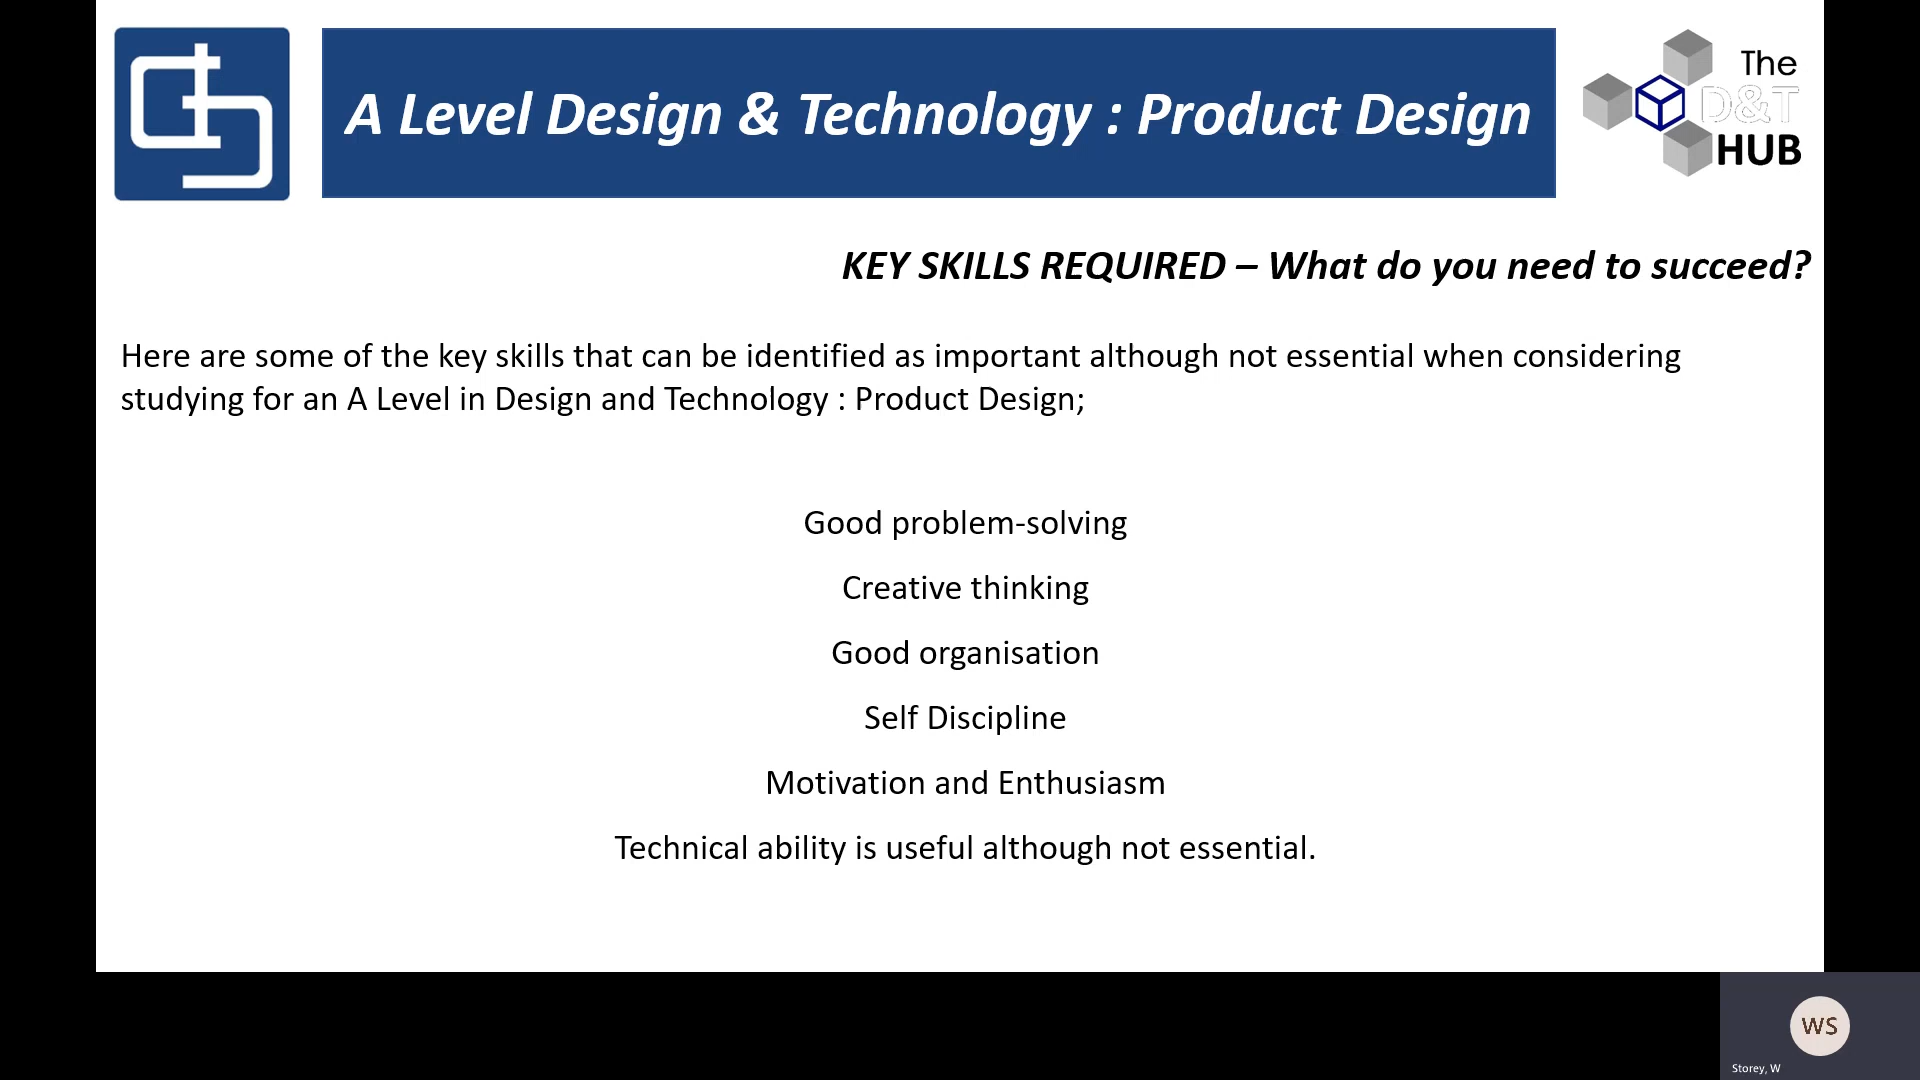 A Level Design & Technology : Product Design
The
D&T
HUB
KEY SKILLS REQUIRED – What do you need to succeed?
Here are some of the key skills that can be identified as important although not essential when considering
studying for an A Level in Design and Technology : Product Design;
Good problem-solving
Creative thinking
Good organisation
Self Discipline
Motivation and Enthusiasm
Technical ability is useful although not essential.
WS
Storey, W